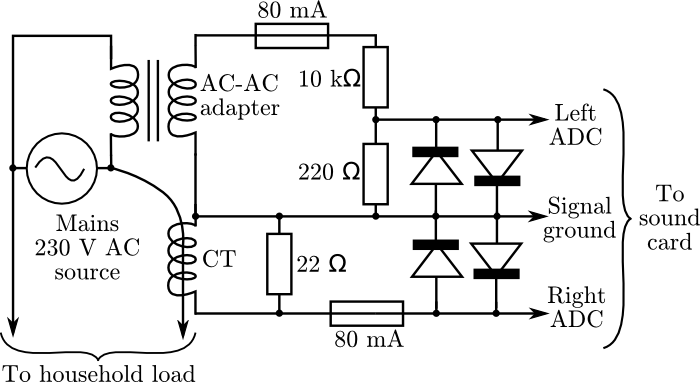 80 mA
10 kΩ
AC-AC
adapter
Left
ADC
220 Ω
To
sound
card
Signal
ground
Mains
230 V AC
source
CT
22 Ω
Right
ADC
80 mA
To household load